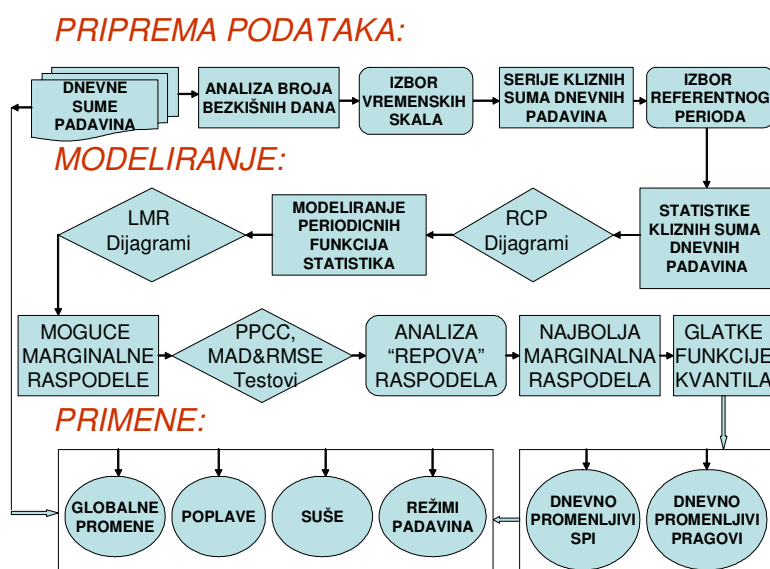 PRIPREMA PODATAKA:
DNEVNE
SUME
PADAVINA
ANALIZA BROJA
BEZKIŠNIH DANA
IZBOR
VREMENSKIH
SKALA
SERIJE KLIZNIH
SUMA DNEVNIH
PADAVINA
IZBOR
REFERENTNOG
PERIODA
MODELIRANJE:
LMR
Dijagrami
MODELIRANJE
PERIODICNIH
FUNKCIJA
STATISTIKA
RCP
Dijagrami
STATISTIKE
KLIZNIH SUMA
DNEVNIH
PADAVINA
MOGUCE
MARGINALNE
RASPODELE
PPCC,
MAD&RMSE
Testovi
ANALIZA
“REPOVA”
RASPODELA
NAJBOLJA
MARGINALNA
RASPODELA
GLATKE
FUNKCIJE
KVANTILA
PRIMENE:
GLOBALNE
PROMENE
POPLAVE
SUŠE
REŽIMI
PADAVINA
DNEVNO
PROMENLJIVI
SPI
DNEVNO
PROMENLJIVI
PRAGOVI